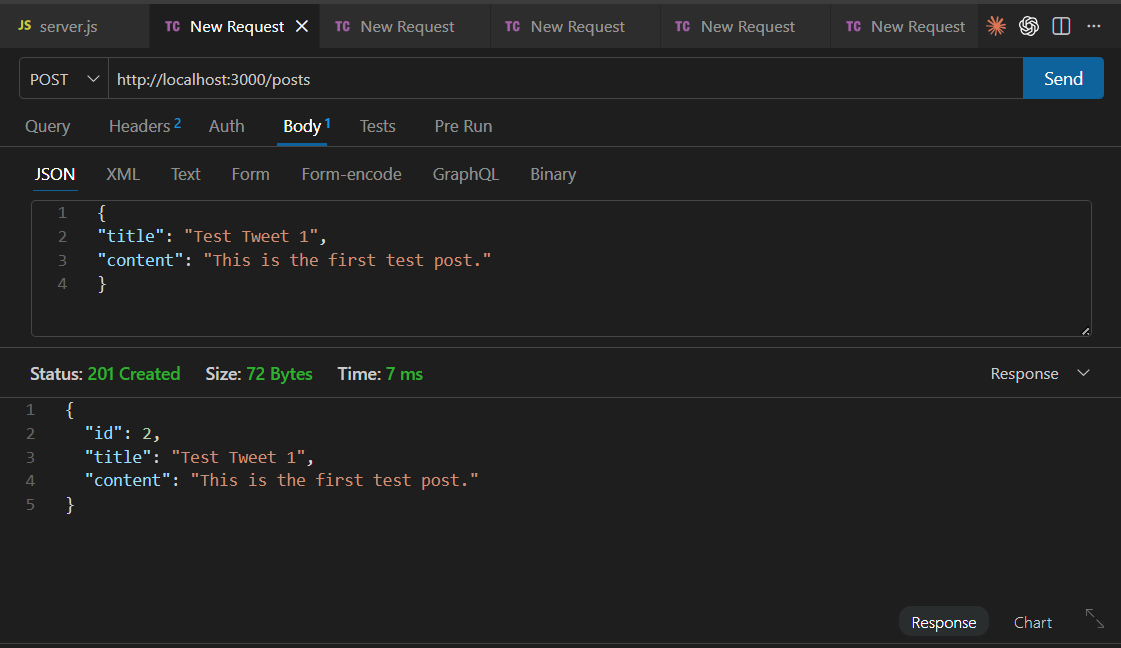 JS server.js TC New Request TC New Request TC New Request TC New Request TC New Request ...
POST http://localhost:3000/posts Send
Query Headers 2 Auth Body 1 Tests Pre Run
JSON XML Text Form Form-encode GraphQL Binary
1 {
2 "title": "Test Tweet 1",
3 "content": "This is the first test post."
4 }
Status: 201 Created Size: 72 Bytes Time: 7 ms Response
1 {
2 "id": 2,
3 "title": "Test Tweet 1",
4 "content": "This is the first test post."
5 }
Response Chart